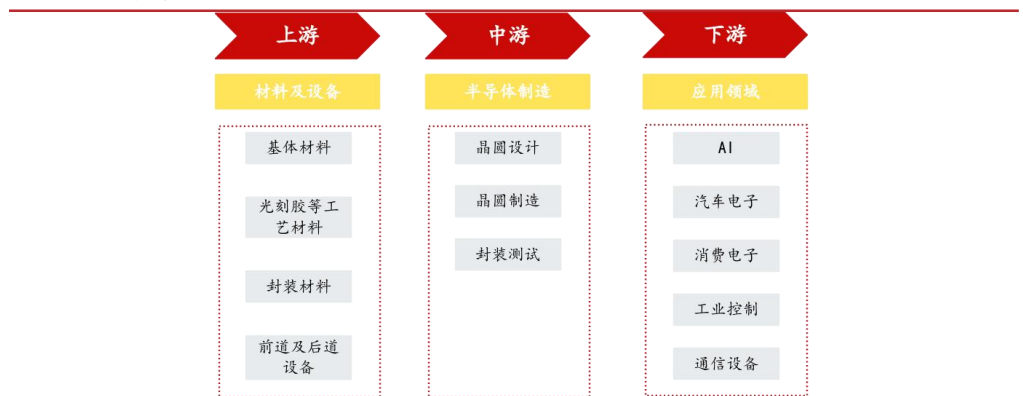 上游
材料及设备
基体材料
光刻胶等工
艺材料
封装材料
前道及后道
设备
中游
半导体制造
晶圆设计
晶圆制造
封装测试
下游
应用领域
AI
汽车电子
消费电子
工业控制
通信设备